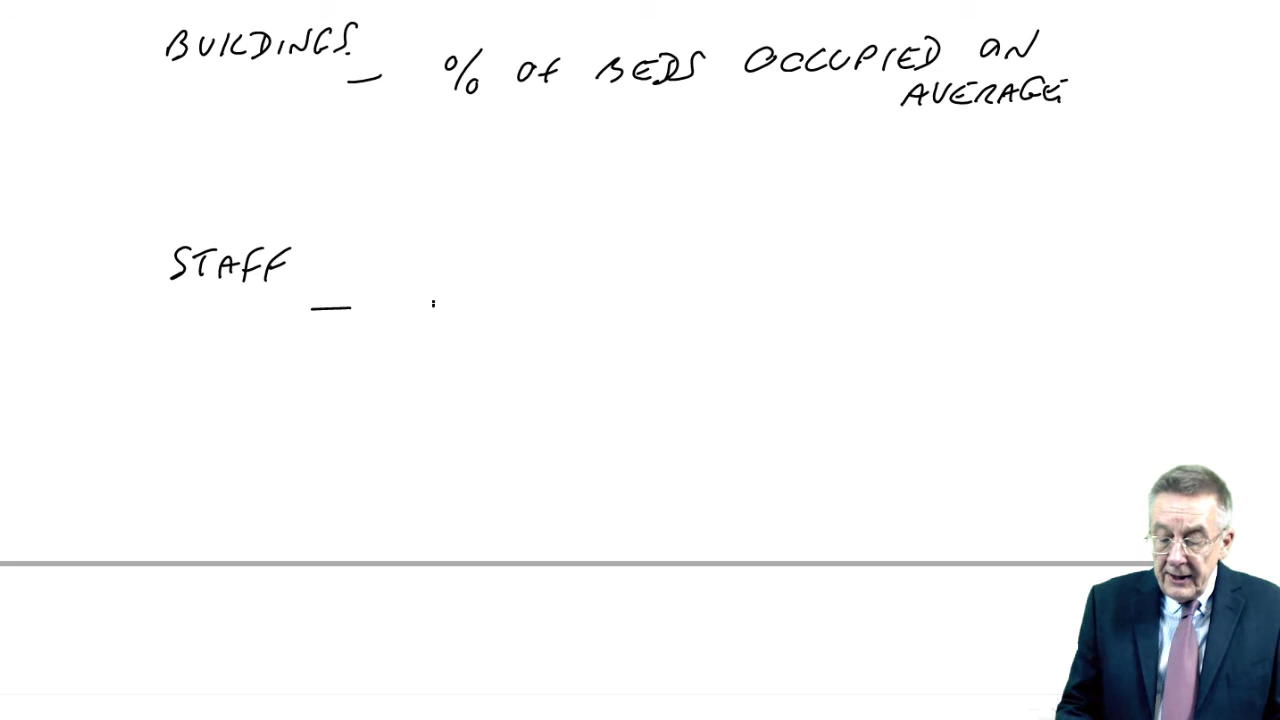 BUILDINGS.
— % OF BEDS OCCUPIED ON
AVERAGE
STAFF
—